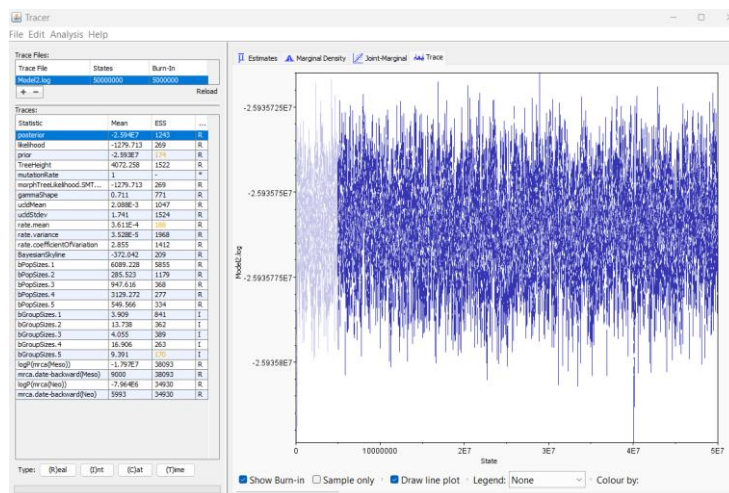 Tracer
File Edit Analysis Help
Trace Files:
Trace File States Burn-In
Model2.log 50000000 5000000
+ − Reload
Traces:
Statistic Mean ESS ...
posterior -2.594E7 1243 R
likelihood -1279.713 269 R
prior -2.593E7 174 R
TreeHeight 4072.258 1522 R
mutationRate 1 - *
morphTreeLikelihood.SMT... -1279.713 269 R
gammaShape 0.711 771 R
ucldMean 2.088E-3 1047 R
ucldStdev 1.741 1524 R
rate.mean 3.611E-4 R
rate.variance 3.528E-5 1968 R
rate.coefficientOfVariation 2.855 1412 R
BayesianSkyline -372.042 209 R
bPopSizes.1 6089.228 5855 R
bPopSizes.2 285.523 1179 R
bPopSizes.3 947.616 368 R
bPopSizes.4 3129.272 277 R
bPopSizes.5 549.566 334 R
bGroupSizes.1 3.909 841 I
bGroupSizes.2 13.738 362 I
bGroupSizes.3 4.055 389 I
bGroupSizes.4 16.906 263 I
bGroupSizes.5 9.391 170 I
logP(mrca(Meso)) -1.797E7 38093 R
mrca.date-backward(Meso) 9000 38093 R
logP(mrca(Neo)) -7.964E6 34930 R
mrca.date-backward(Neo) 5993 34930 R
Type: (R)eal (I)nt (C)at (T)ime
Estimates Marginal Density Joint-Marginal Trace
-2.5935725E7
-2.593575E7
-2.5935775E7
-2.59358E7
Model2.log
0 10000000 2E7 3E7 4E7 5E7
State
Show Burn-in Sample only Draw line plot Legend: None Colour by: